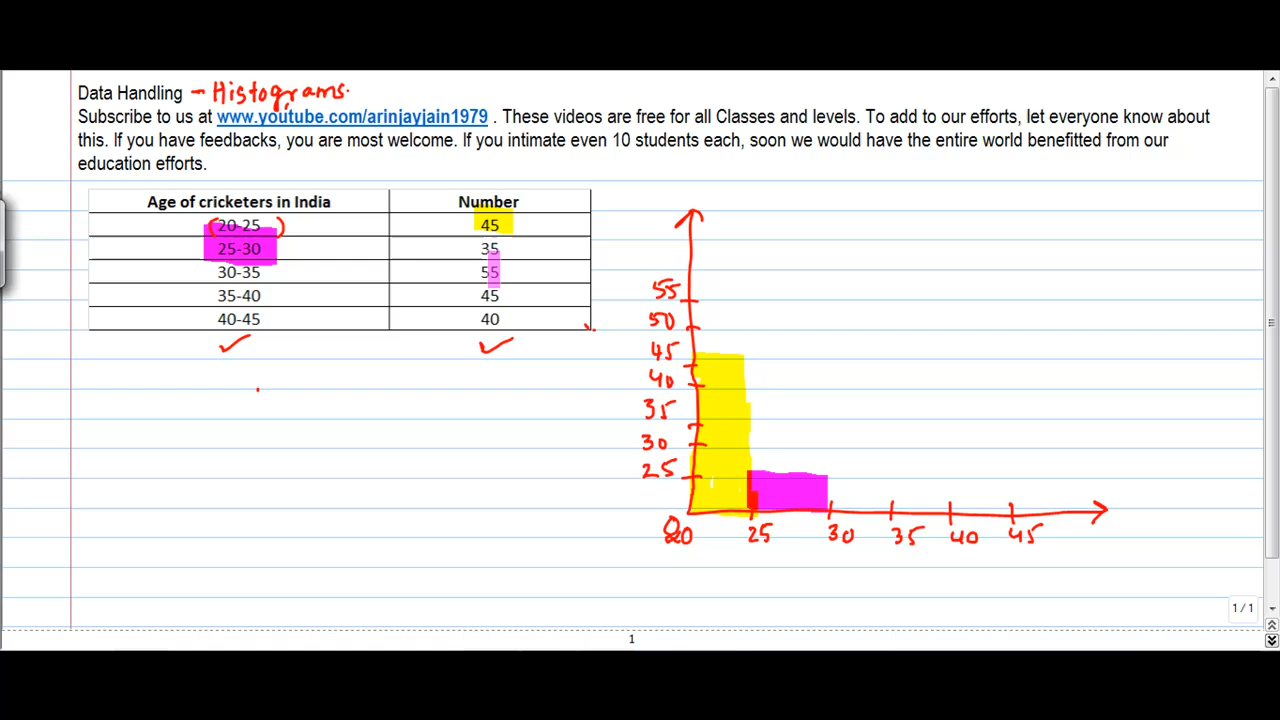 Data Handling - Histograms.
Subscribe to us at www.youtube.com/arinjayjain1979 . These videos are free for all Classes and levels. To add to our efforts, let everyone know about
this. If you have feedbacks, you are most welcome. If you intimate even 10 students each, soon we would have the entire world benefitted from our
education efforts.
Age of cricketers in India Number
(20-25) 45
25-30 35
30-35 55
35-40 45
40-45 40
55
50
45
40
35
30
25
20 25 30 35 40 45
1 / 1
1